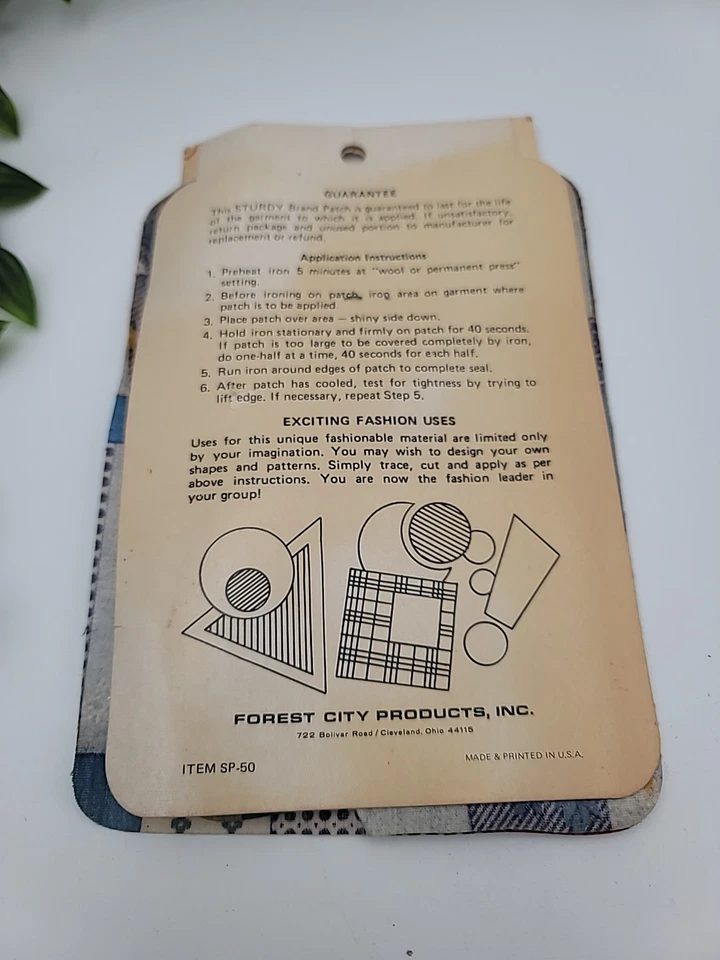 GUARANTEE
This STURDY Brand Patch is guaranteed to last for the life
of the garment to which it is applied. If unsatisfactory,
return package and unused portion to manufacturer for
replacement or refund.
Application Instructions
1. Preheat iron 5 minutes at "wool or permanent press"
setting.
2. Before ironing on patch, iron area on garment where
patch is to be applied.
3. Place patch over area — shiny side down.
4. Hold iron stationary and firmly on patch for 40 seconds.
If patch is too large to be covered completely by iron,
do one-half at a time, 40 seconds for each half.
5. Run iron around edges of patch to complete seal.
6. After patch has cooled, test for tightness by trying to
lift edge. If necessary, repeat Step 5.
EXCITING FASHION USES
Uses for this unique fashionable material are limited only
by your imagination. You may wish to design your own
shapes and patterns. Simply trace, cut and apply as per
above instructions. You are now the fashion leader in
your group!
FOREST CITY PRODUCTS, INC.
722 Bolivar Road / Cleveland, Ohio 44115
ITEM SP-50
MADE & PRINTED IN U.S.A.